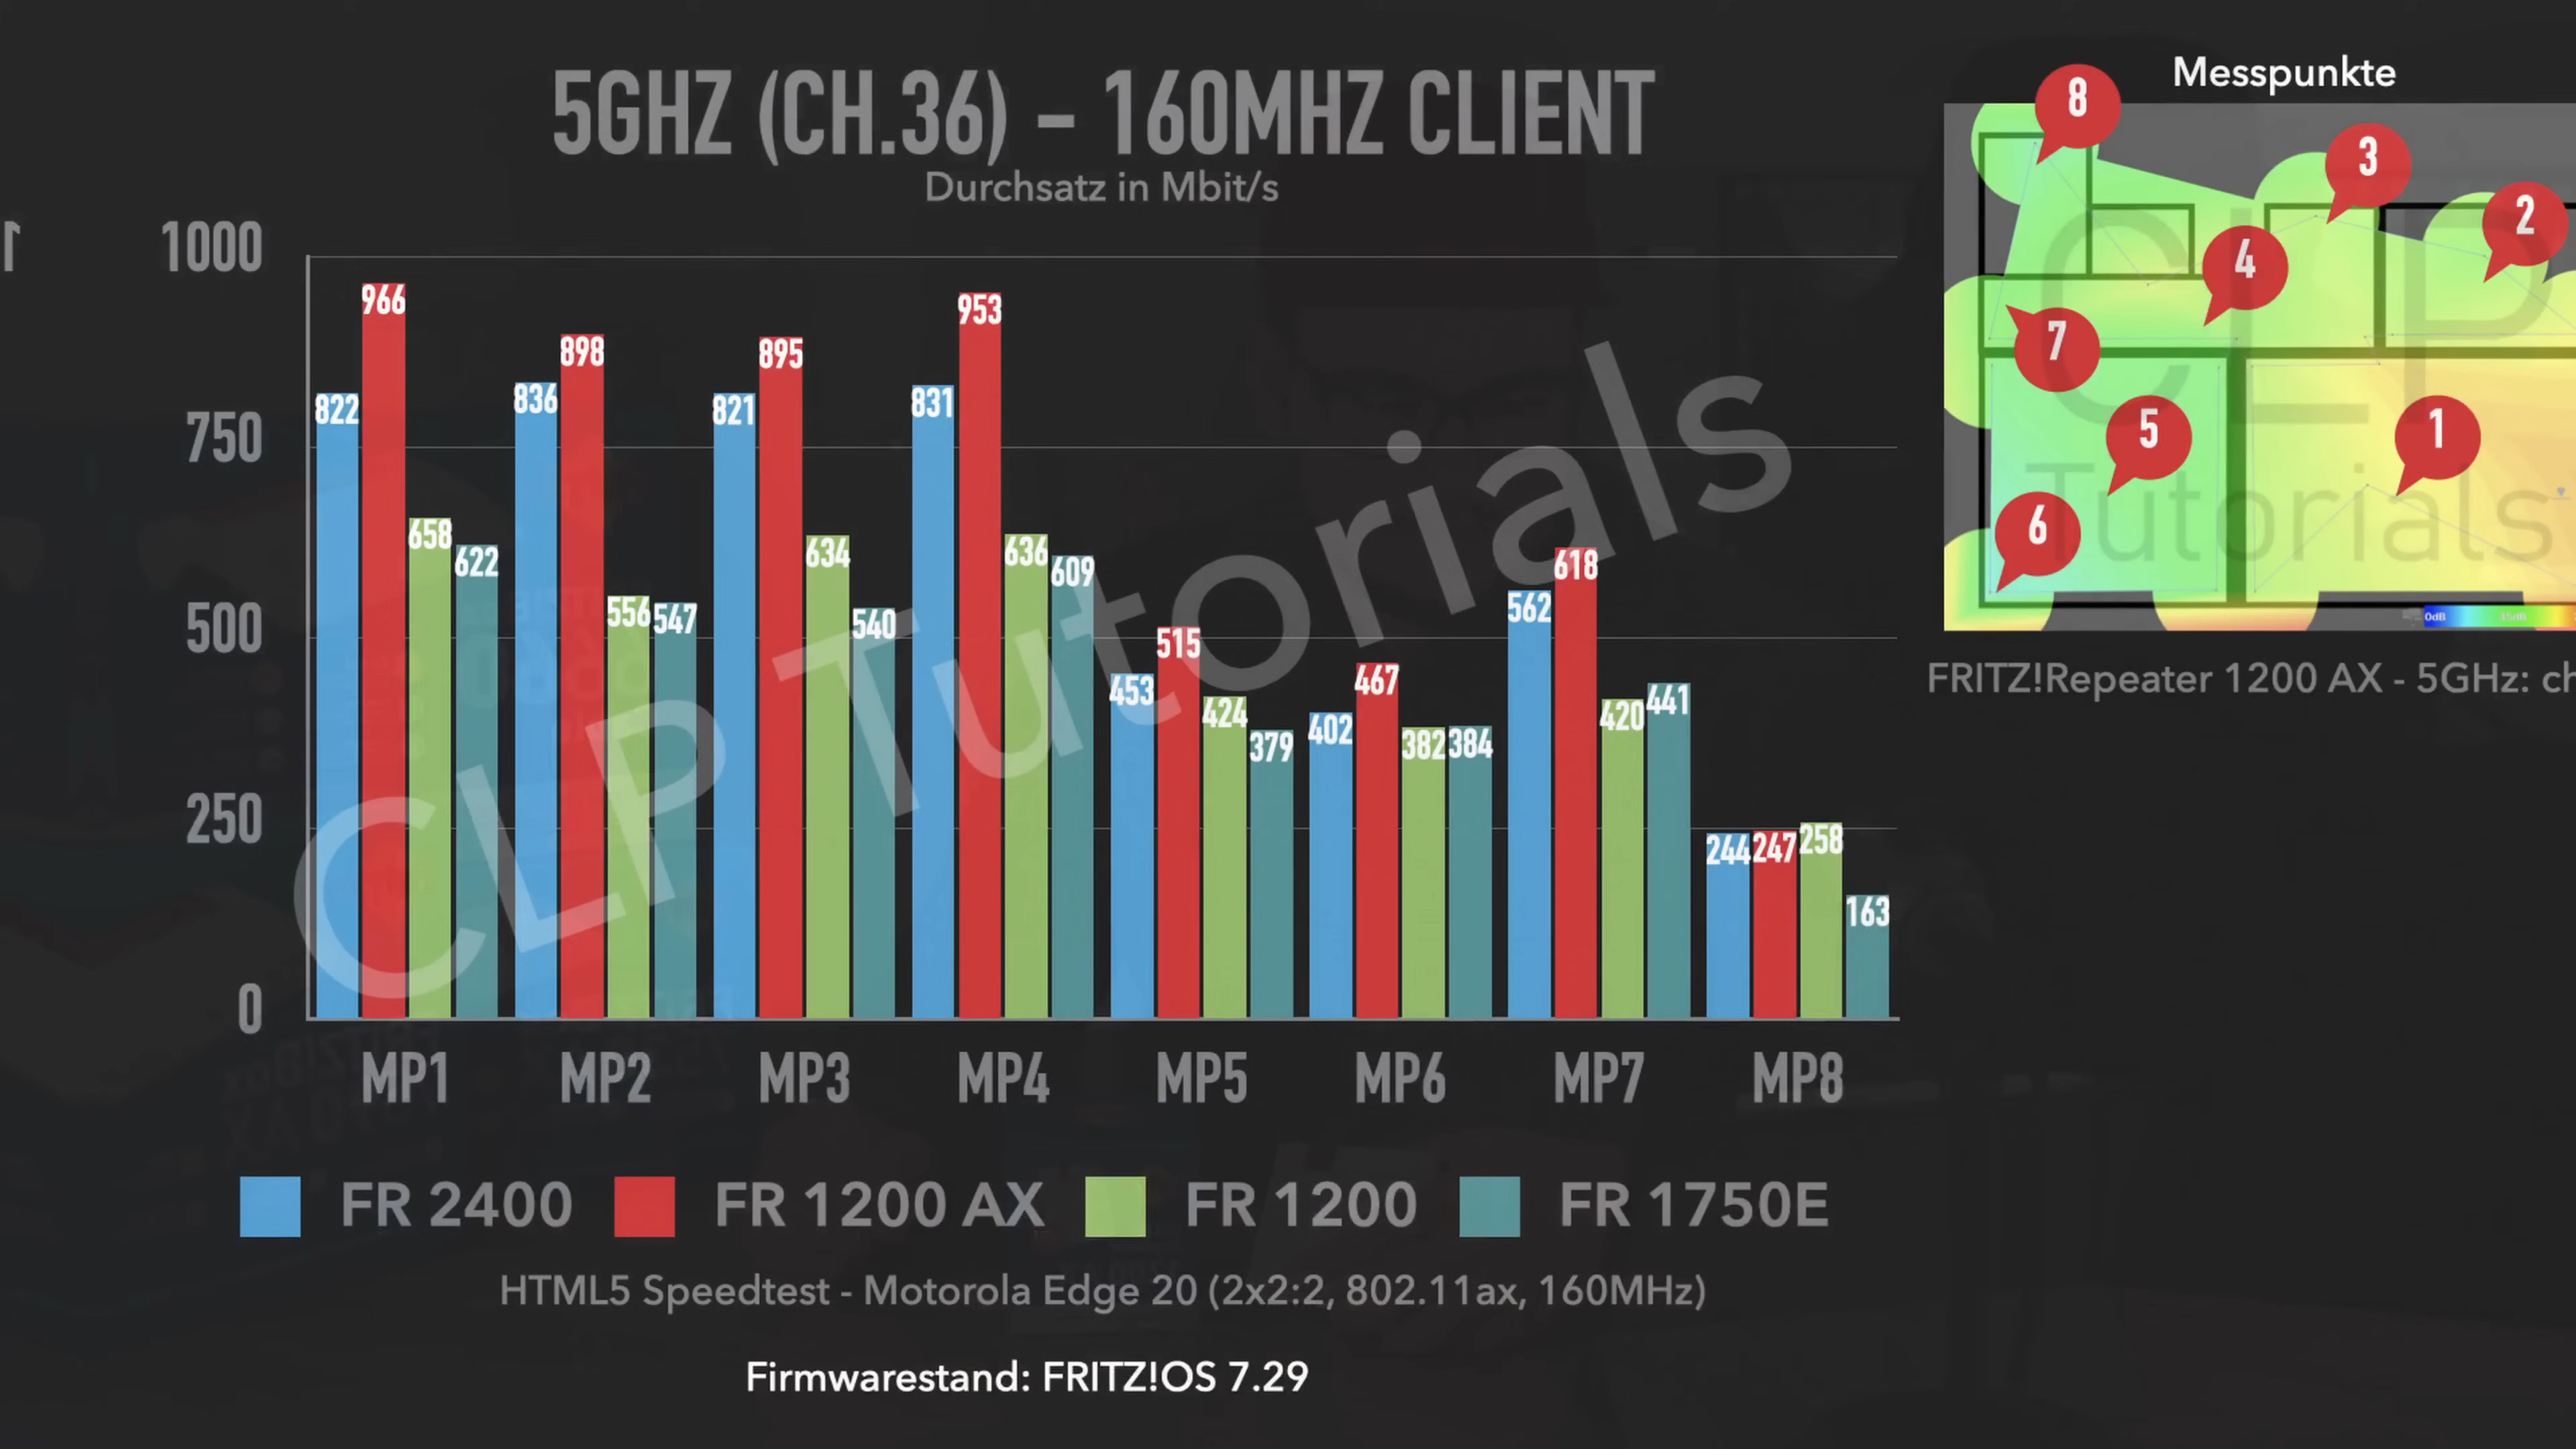 5GHZ (CH.36) – 160MHZ CLIENT
Durchsatz in Mbit/s
1000
750
500
250
0
822 966 658 622
836 898 556 547
821 895 634 540
831 953 636 609
453 515 424 379
402 467 382 384
562 618 420 441
244 247 258 163
MP1 MP2 MP3 MP4 MP5 MP6 MP7 MP8
FR 2400 FR 1200 AX FR 1200 FR 1750E
HTML5 Speedtest - Motorola Edge 20 (2x2:2, 802.11ax, 160MHz)
Firmwarestand: FRITZ!OS 7.29
CLP Tutorials
Messpunkte
8
3
2
4
7
5
1
6
CLP
Tutorials
0dB
FRITZ!Repeater 1200 AX - 5GHz: ch